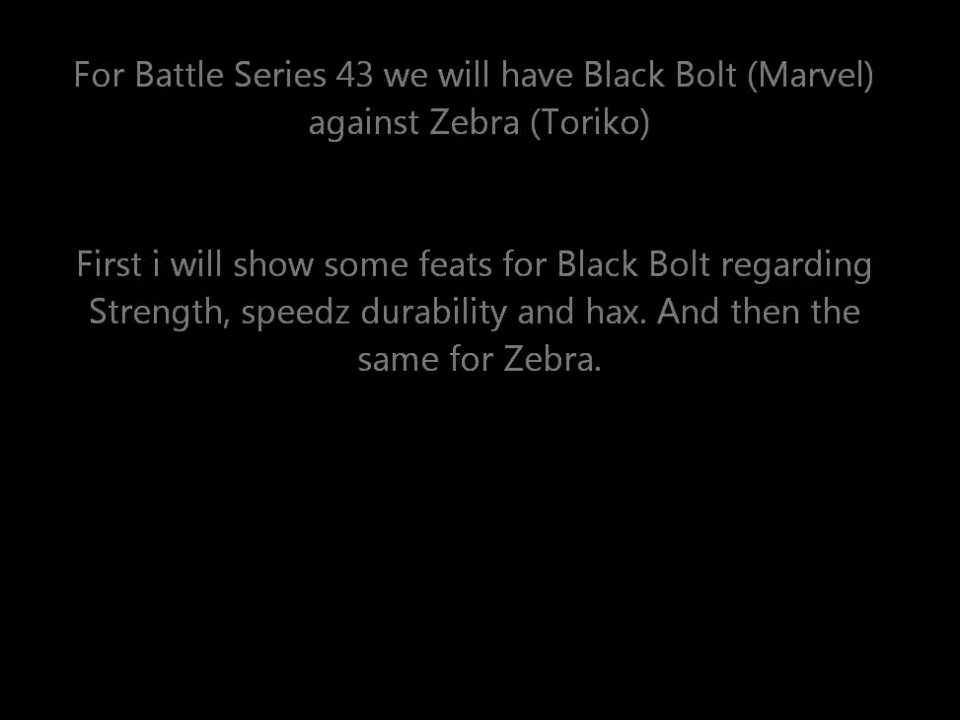 For Battle Series 43 we will have Black Bolt (Marvel)
against Zebra (Toriko)
First i will show some feats for Black Bolt regarding
Strength, speedz durability and hax. And then the
same for Zebra.